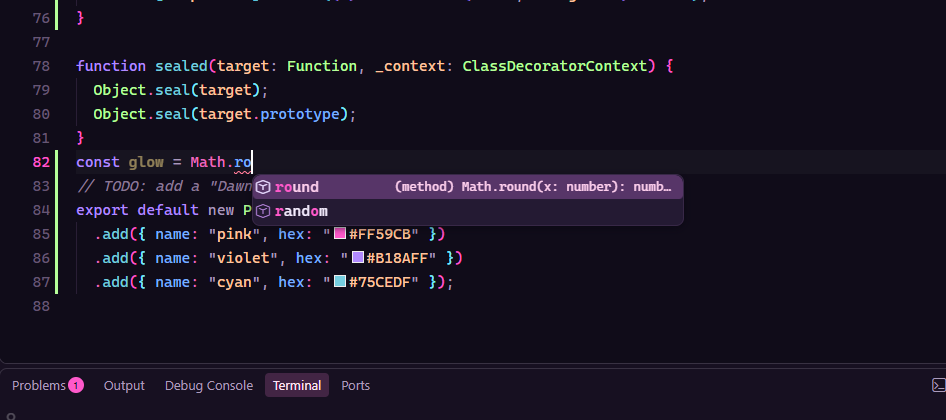 76 }
77
78 function sealed(target: Function, _context: ClassDecoratorContext) {
79 Object.seal(target);
80 Object.seal(target.prototype);
81 }
82 const glow = Math.ro
round (method) Math.round(x: number): numb…
83 // TODO: add a "Dawn
random
84 export default new P
85 .add({ name: "pink", hex: "#FF59CB" })
86 .add({ name: "violet", hex: "#B18AFF" })
87 .add({ name: "cyan", hex: "#75CEDF" });
88
Problems 1 Output Debug Console Terminal Ports